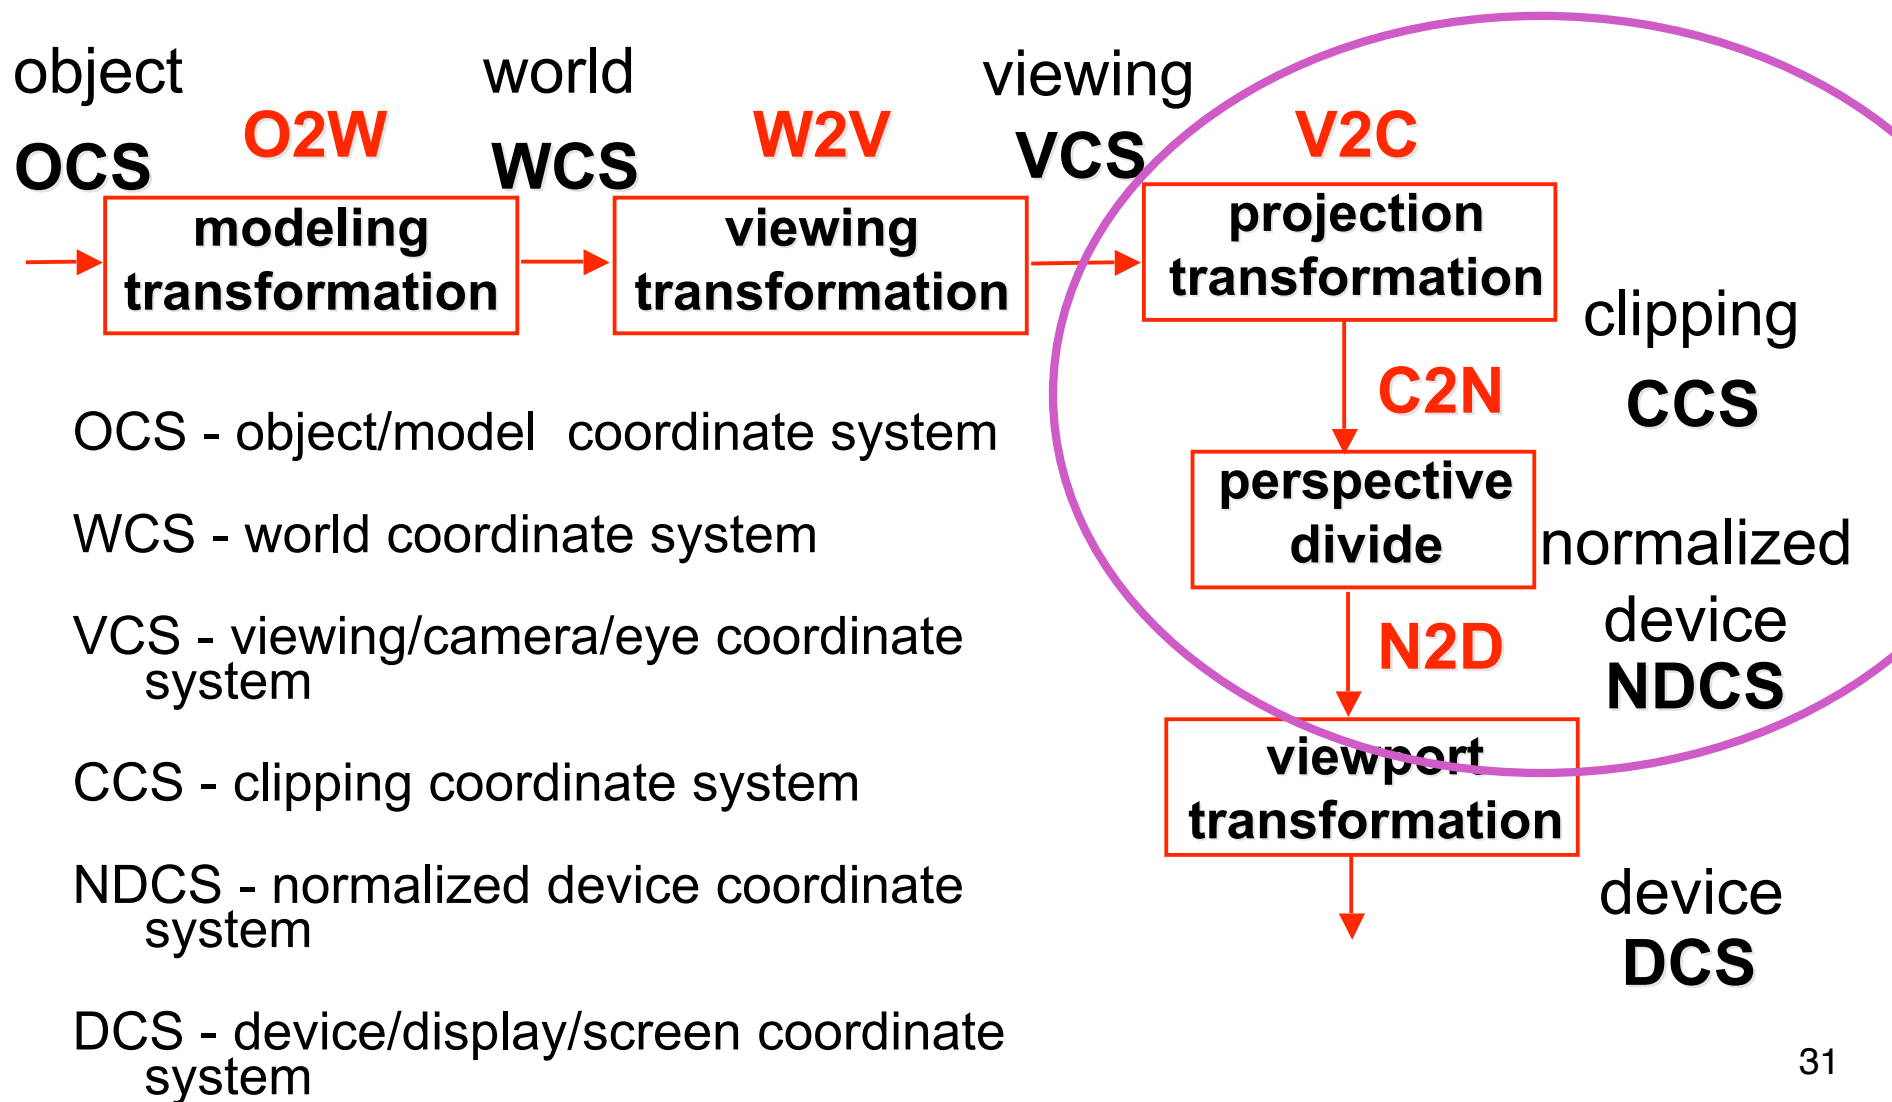 object
OCS
O2W
modeling
transformation
world
WCS
W2V
viewing
transformation
viewing
VCS
V2C
projection
transformation
clipping
CCS
C2N
perspective
divide
normalized
device
NDCS
N2D
viewport
transformation
device
DCS
OCS - object/model coordinate system
WCS - world coordinate system
VCS - viewing/camera/eye coordinate
system
CCS - clipping coordinate system
NDCS - normalized device coordinate
system
DCS - device/display/screen coordinate
system
31